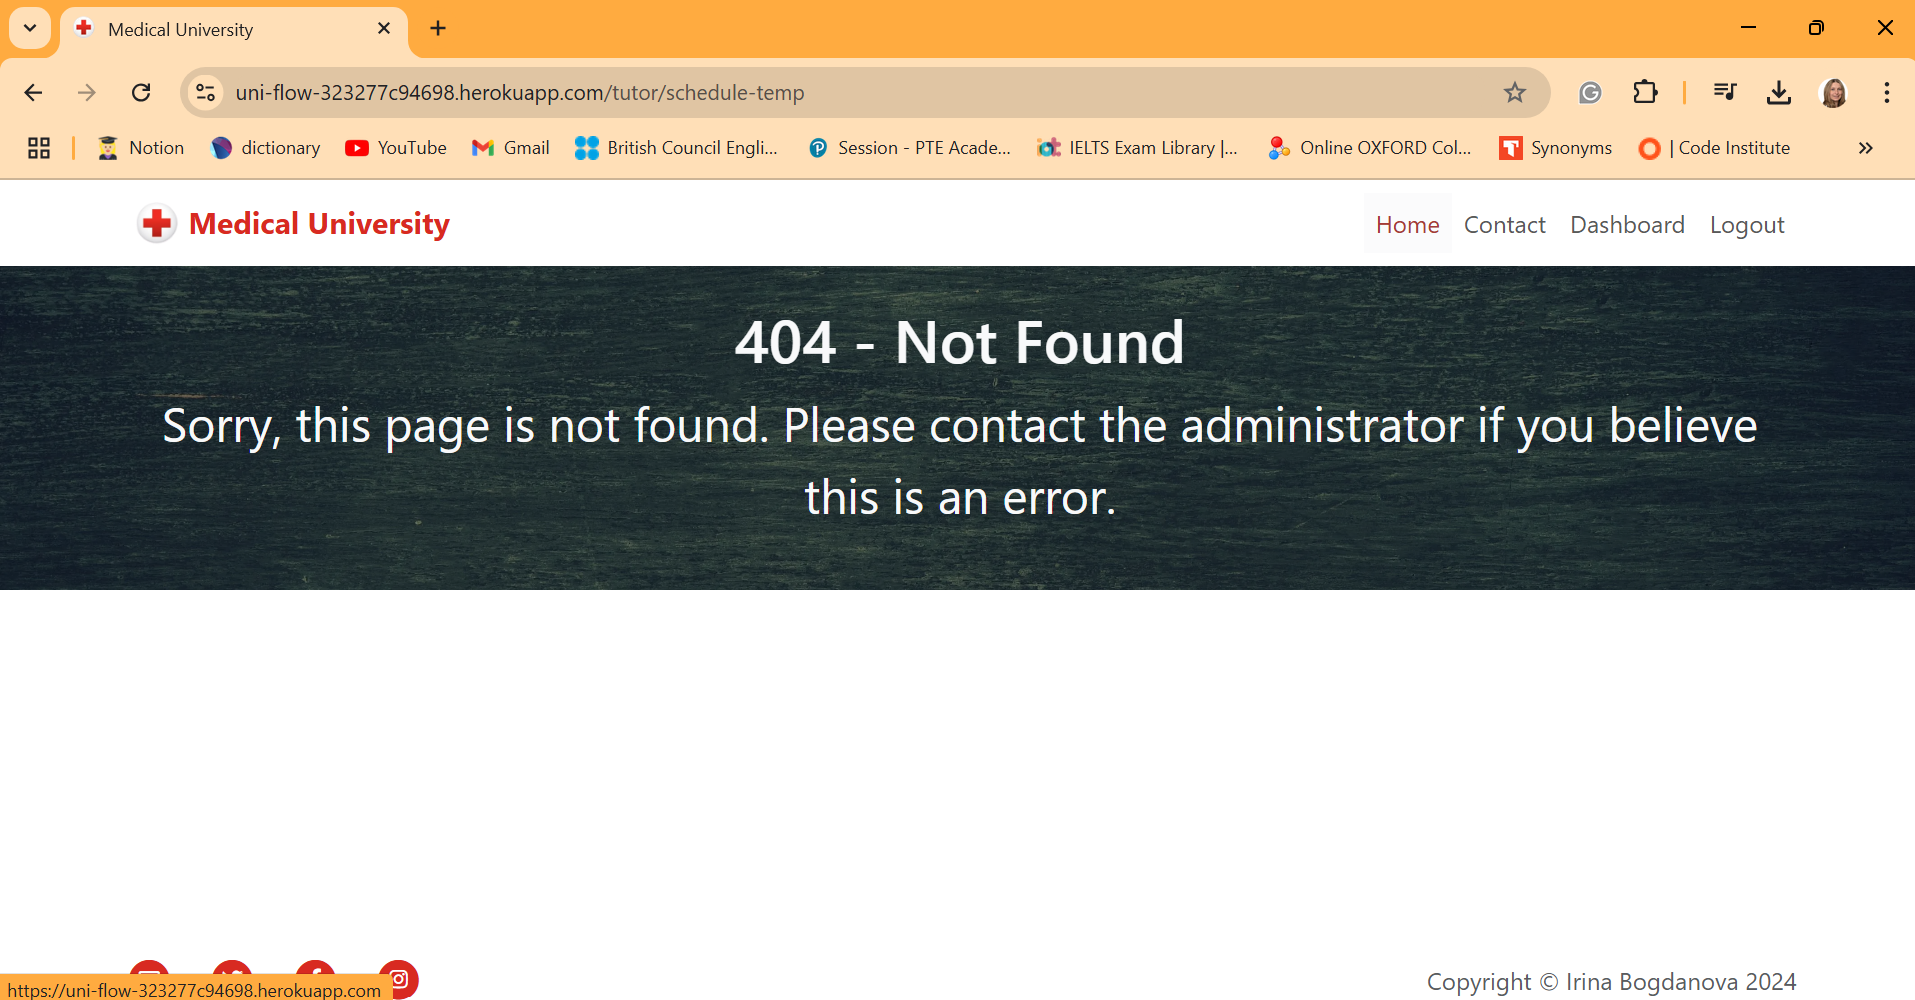 Medical University
uni-flow-323277c94698.herokuapp.com/tutor/schedule-temp
Notion dictionary YouTube Gmail British Council Engli... Session - PTE Acade... IELTS Exam Library |... Online OXFORD Col... Synonyms | Code Institute
Medical University Home Contact Dashboard Logout
404 - Not Found
Sorry, this page is not found. Please contact the administrator if you believe
this is an error.
Copyright © Irina Bogdanova 2024
https://uni-flow-323277c94698.herokuapp.com